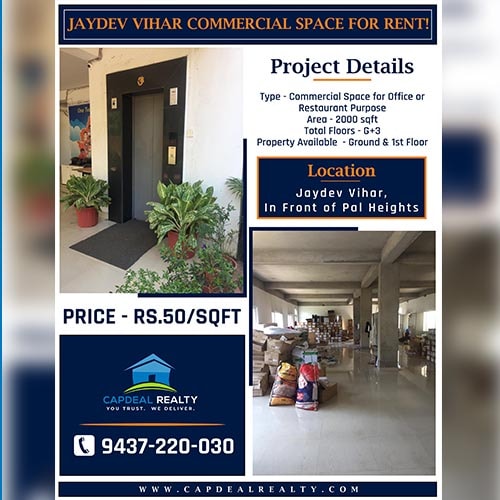 JAYDEV VIHAR COMMERCIAL SPACE FOR RENT!
Project Details
Type - Commercial Space for Office or
Restaurant Purpose
Area - 2000 sqft
Total Floors - G+3
Property Available - Ground & 1st Floor
Location
Jaydev Vihar,
In Front of Pal Heights
PRICE - RS.50/SQFT
CAPDEAL REALTY
YOU TRUST. WE DELIVER.
9437-220-030
WWW.CAPDEALREALTY.COM